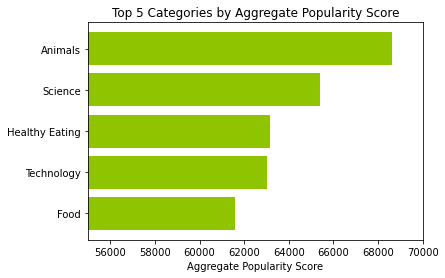 Top 5 Categories by Aggregate Popularity Score
Animals
Science
Healthy Eating
Technology
Food
56000 58000 60000 62000 64000 66000 68000 70000
Aggregate Popularity Score